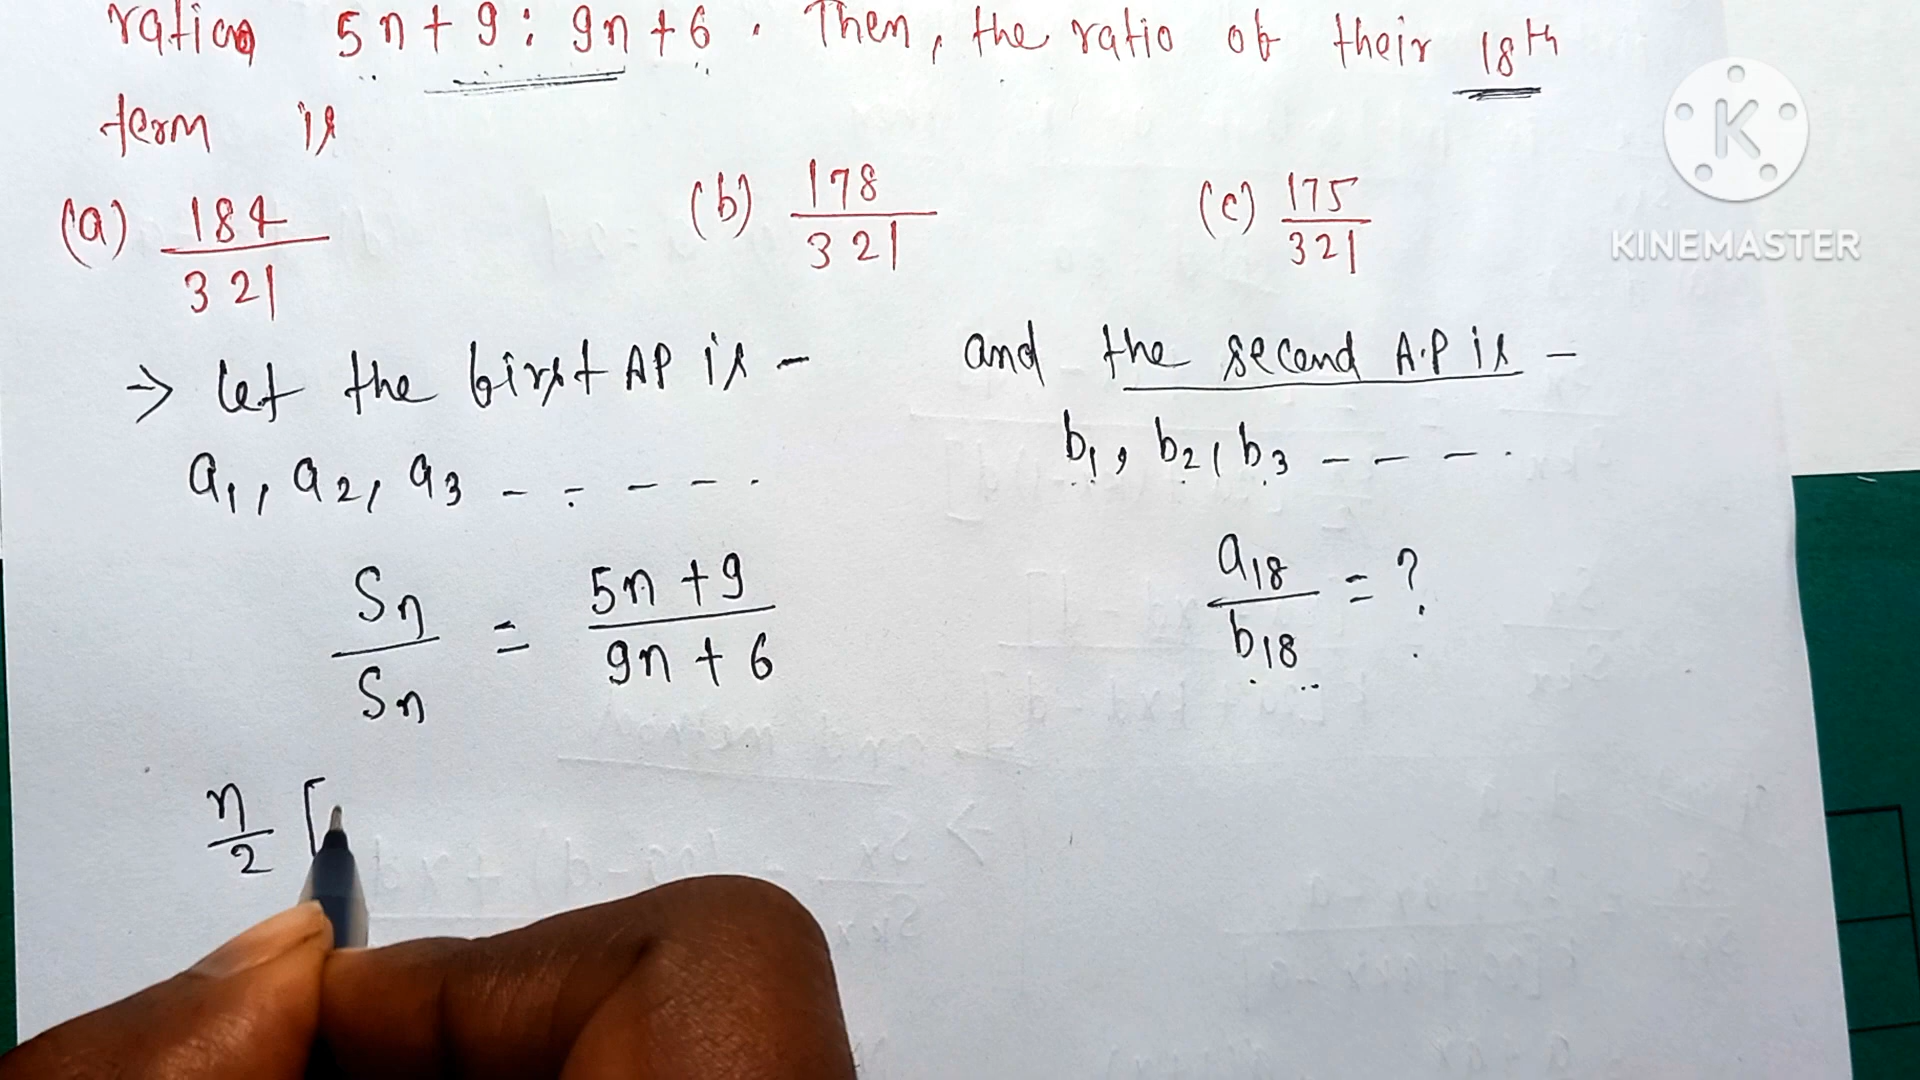 ratios 5n + 9 : 9n + 6 . Then, the ratio of their 18th
term is
(a) 184/321 (b) 178/321 (c) 175/321
K
KINEMASTER
→ Let the first AP is - and the second A.P is -
a1, a2, a3 - - - - - . b1, b2, b3 - - - - .
Sn/Sn = 5n + 9/9n + 6 a18/b18 = ?
n/2 [